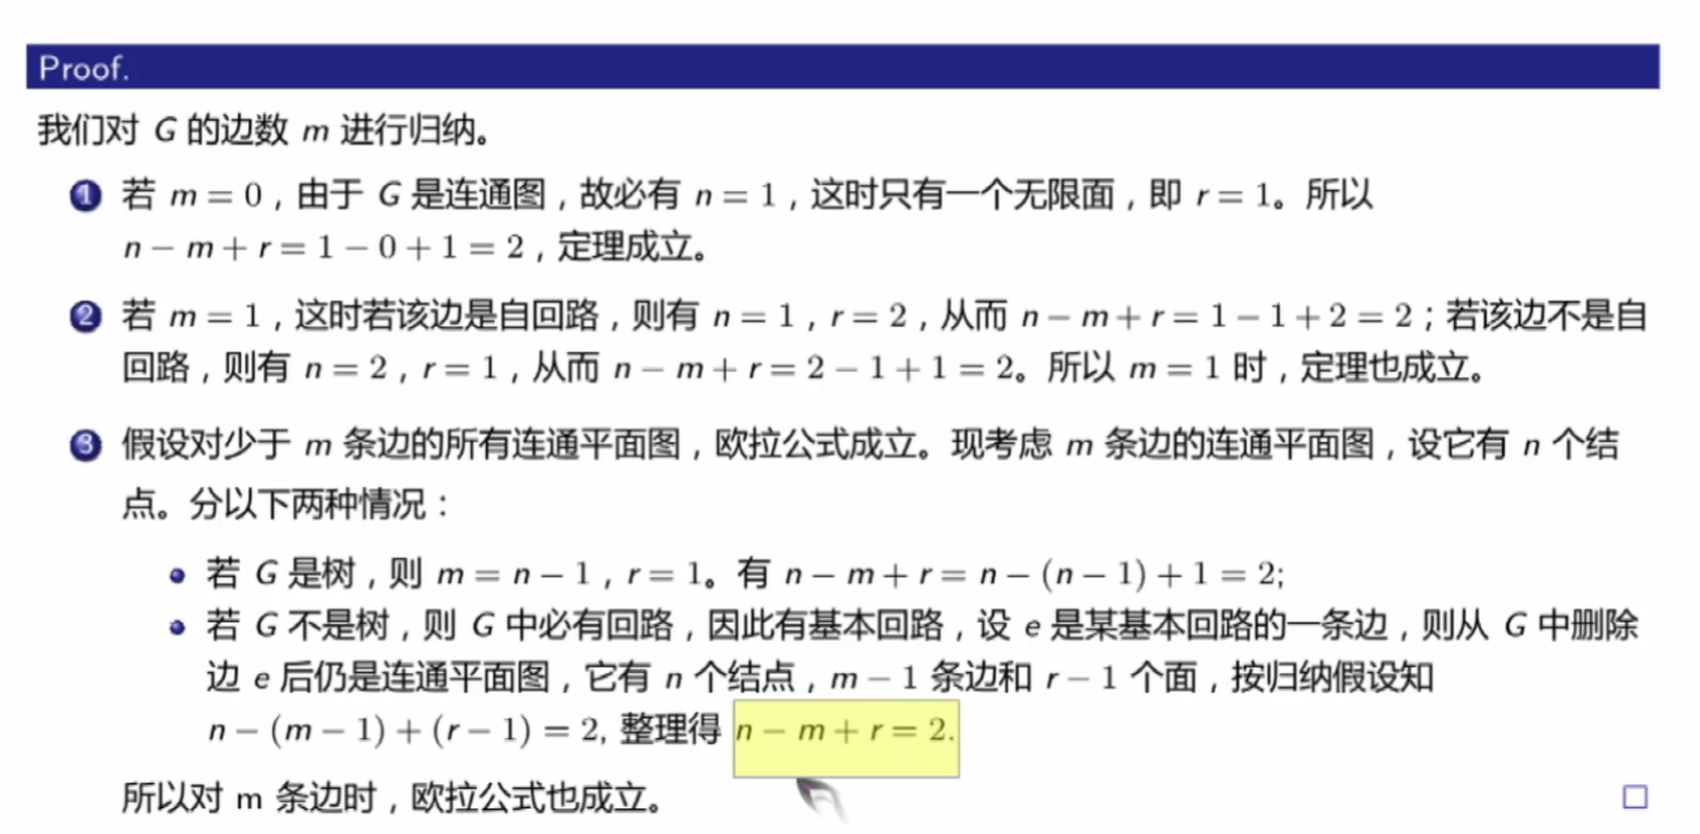 Proof.
我们对 G 的边数 m 进行归纳。
1 若 m = 0，由于 G 是连通图，故必有 n = 1，这时只有一个无限面，即 r = 1。所以
n − m + r = 1 − 0 + 1 = 2，定理成立。
2 若 m = 1，这时若该边是自回路，则有 n = 1，r = 2，从而 n − m + r = 1 − 1 + 2 = 2；若该边不是自
回路，则有 n = 2，r = 1，从而 n − m + r = 2 − 1 + 1 = 2。所以 m = 1 时，定理也成立。
3 假设对少于 m 条边的所有连通平面图，欧拉公式成立。现考虑 m 条边的连通平面图，设它有 n 个结
点。分以下两种情况：
若 G 是树，则 m = n − 1，r = 1。有 n − m + r = n − (n − 1) + 1 = 2;
若 G 不是树，则 G 中必有回路，因此有基本回路，设 e 是某基本回路的一条边，则从 G 中删除
边 e 后仍是连通平面图，它有 n 个结点，m − 1 条边和 r − 1 个面，按归纳假设知
n − (m − 1) + (r − 1) = 2, 整理得 n − m + r = 2.
所以对 m 条边时，欧拉公式也成立。